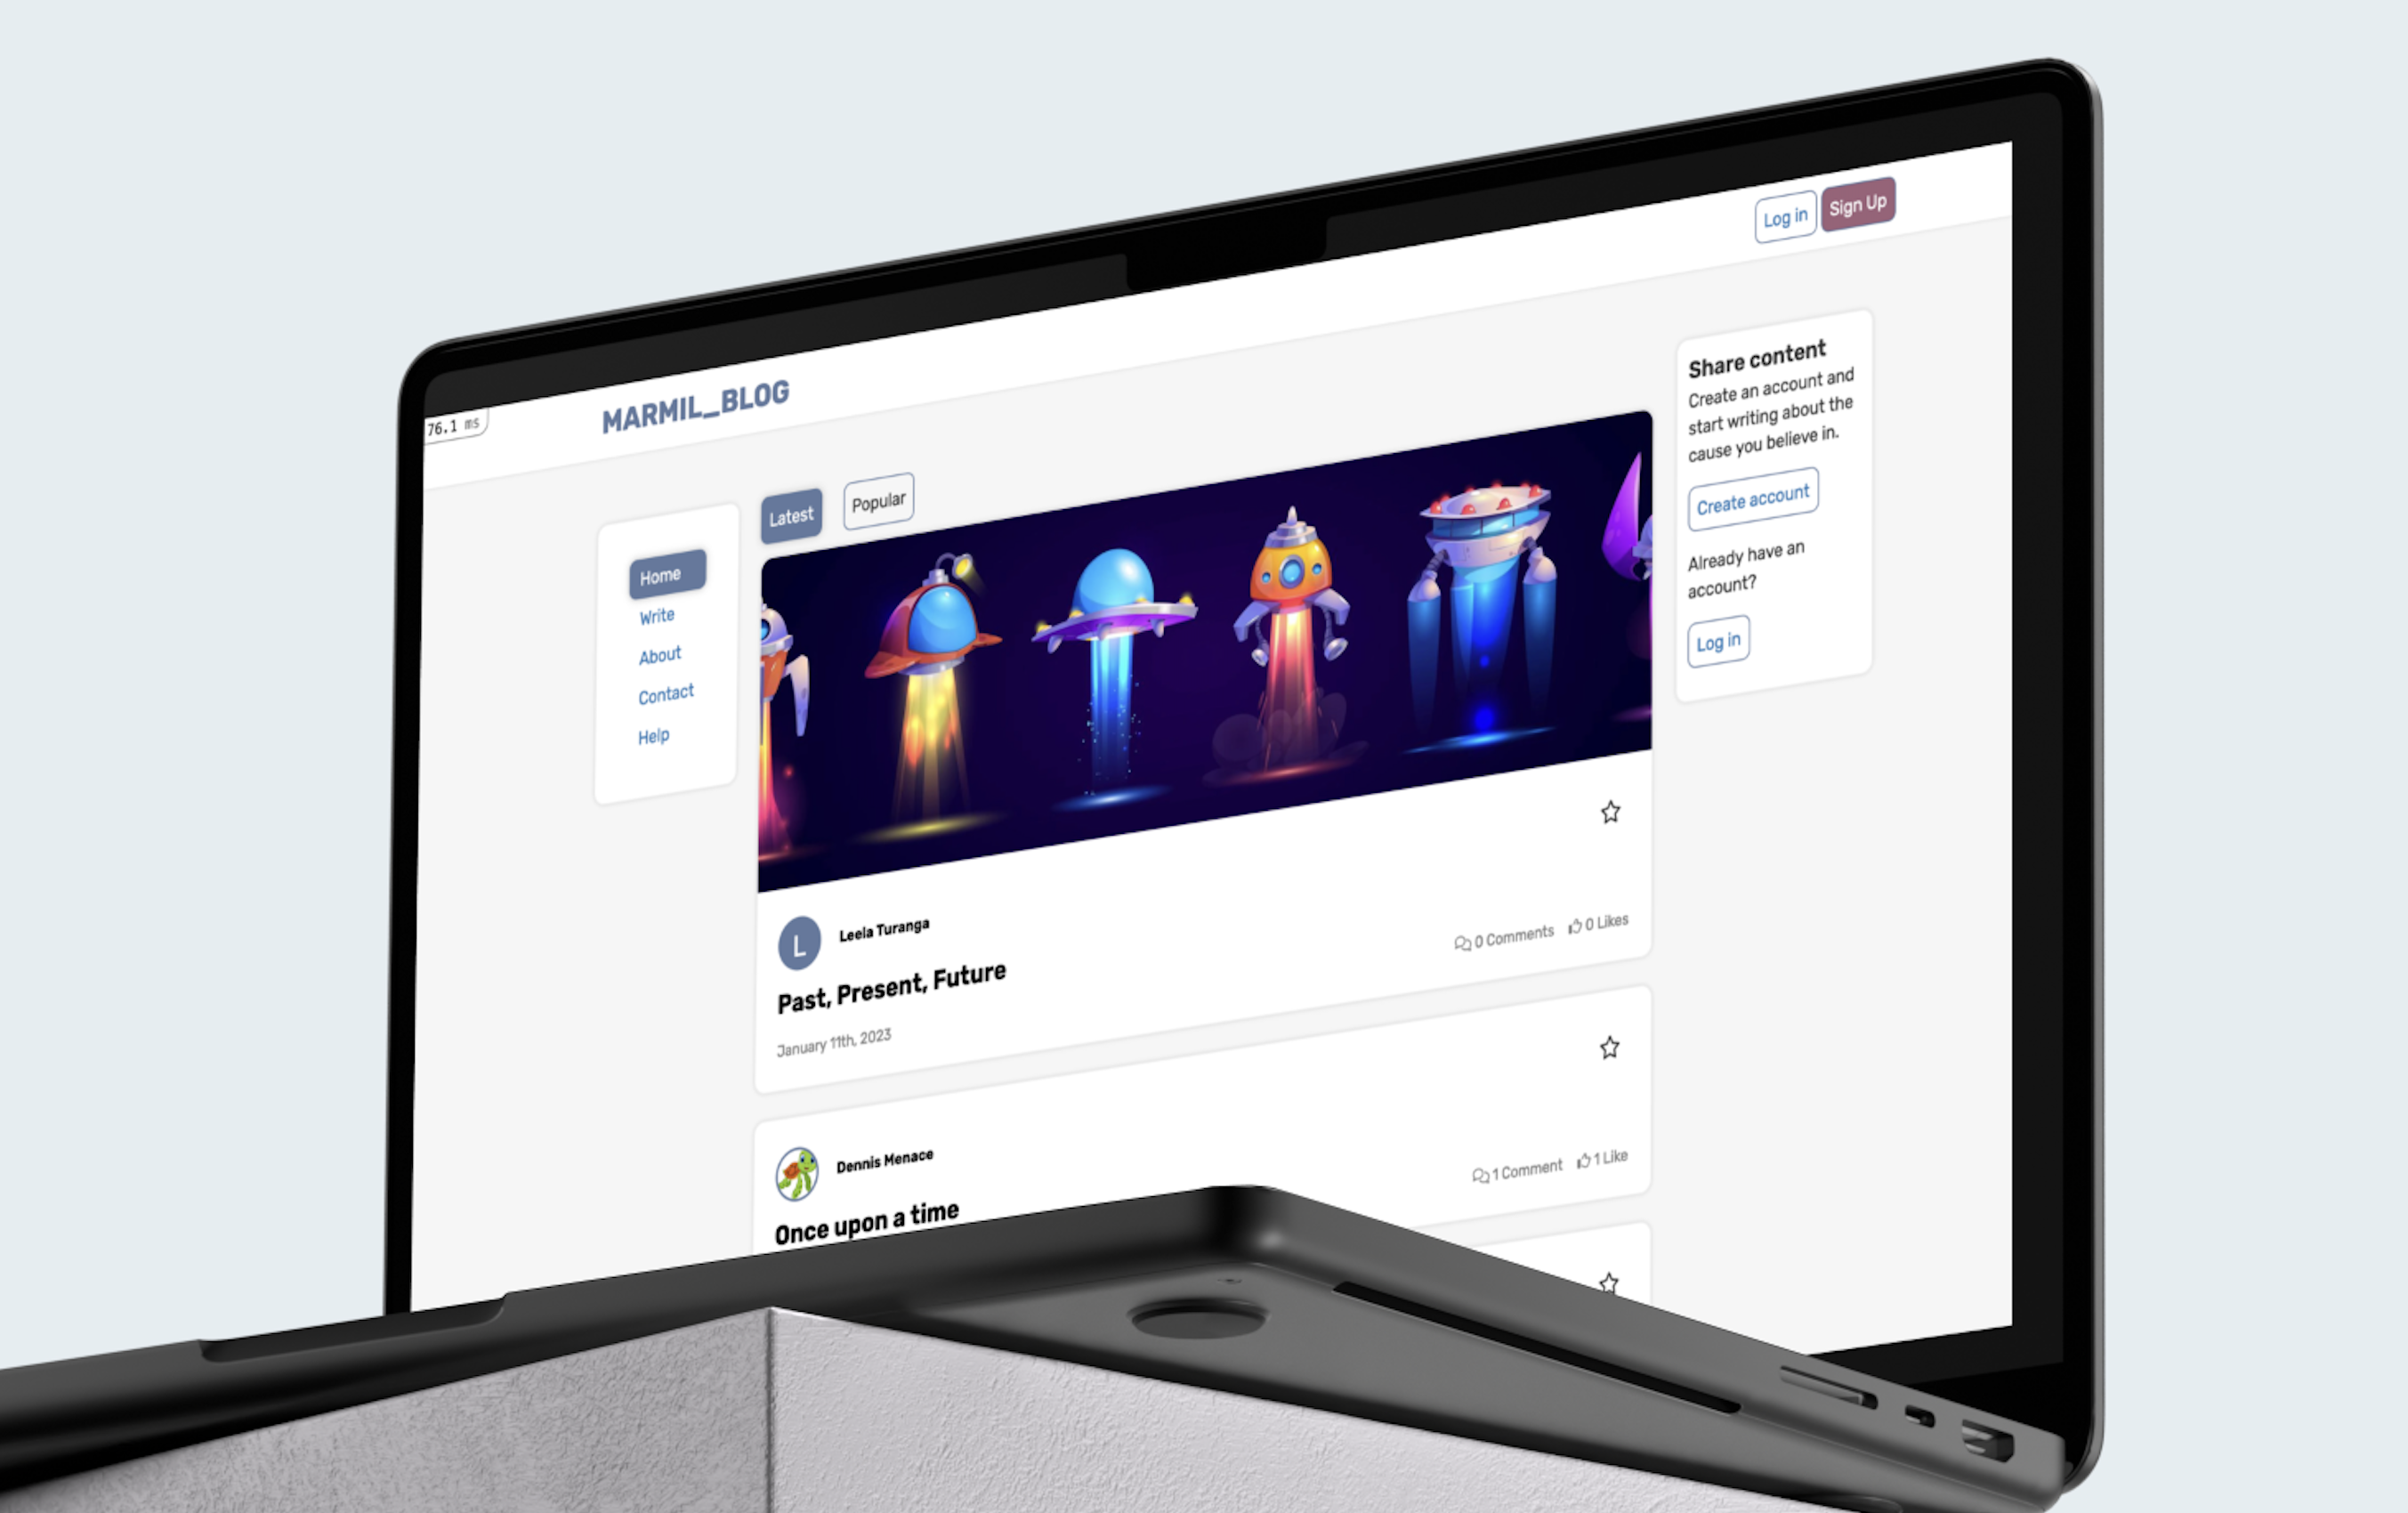 Log in
Sign Up
76.1 ms
MARMIL_BLOG
Share content
Create an account and
start writing about the
cause you believe in.
Create account
Already have an
account?
Log in
Latest
Popular
Home
Write
About
Contact
Help
L
Leela Turanga
0 Comments
0 Likes
Past, Present, Future
January 11th, 2023
Dennis Menace
1 Comment
1 Like
Once upon a time